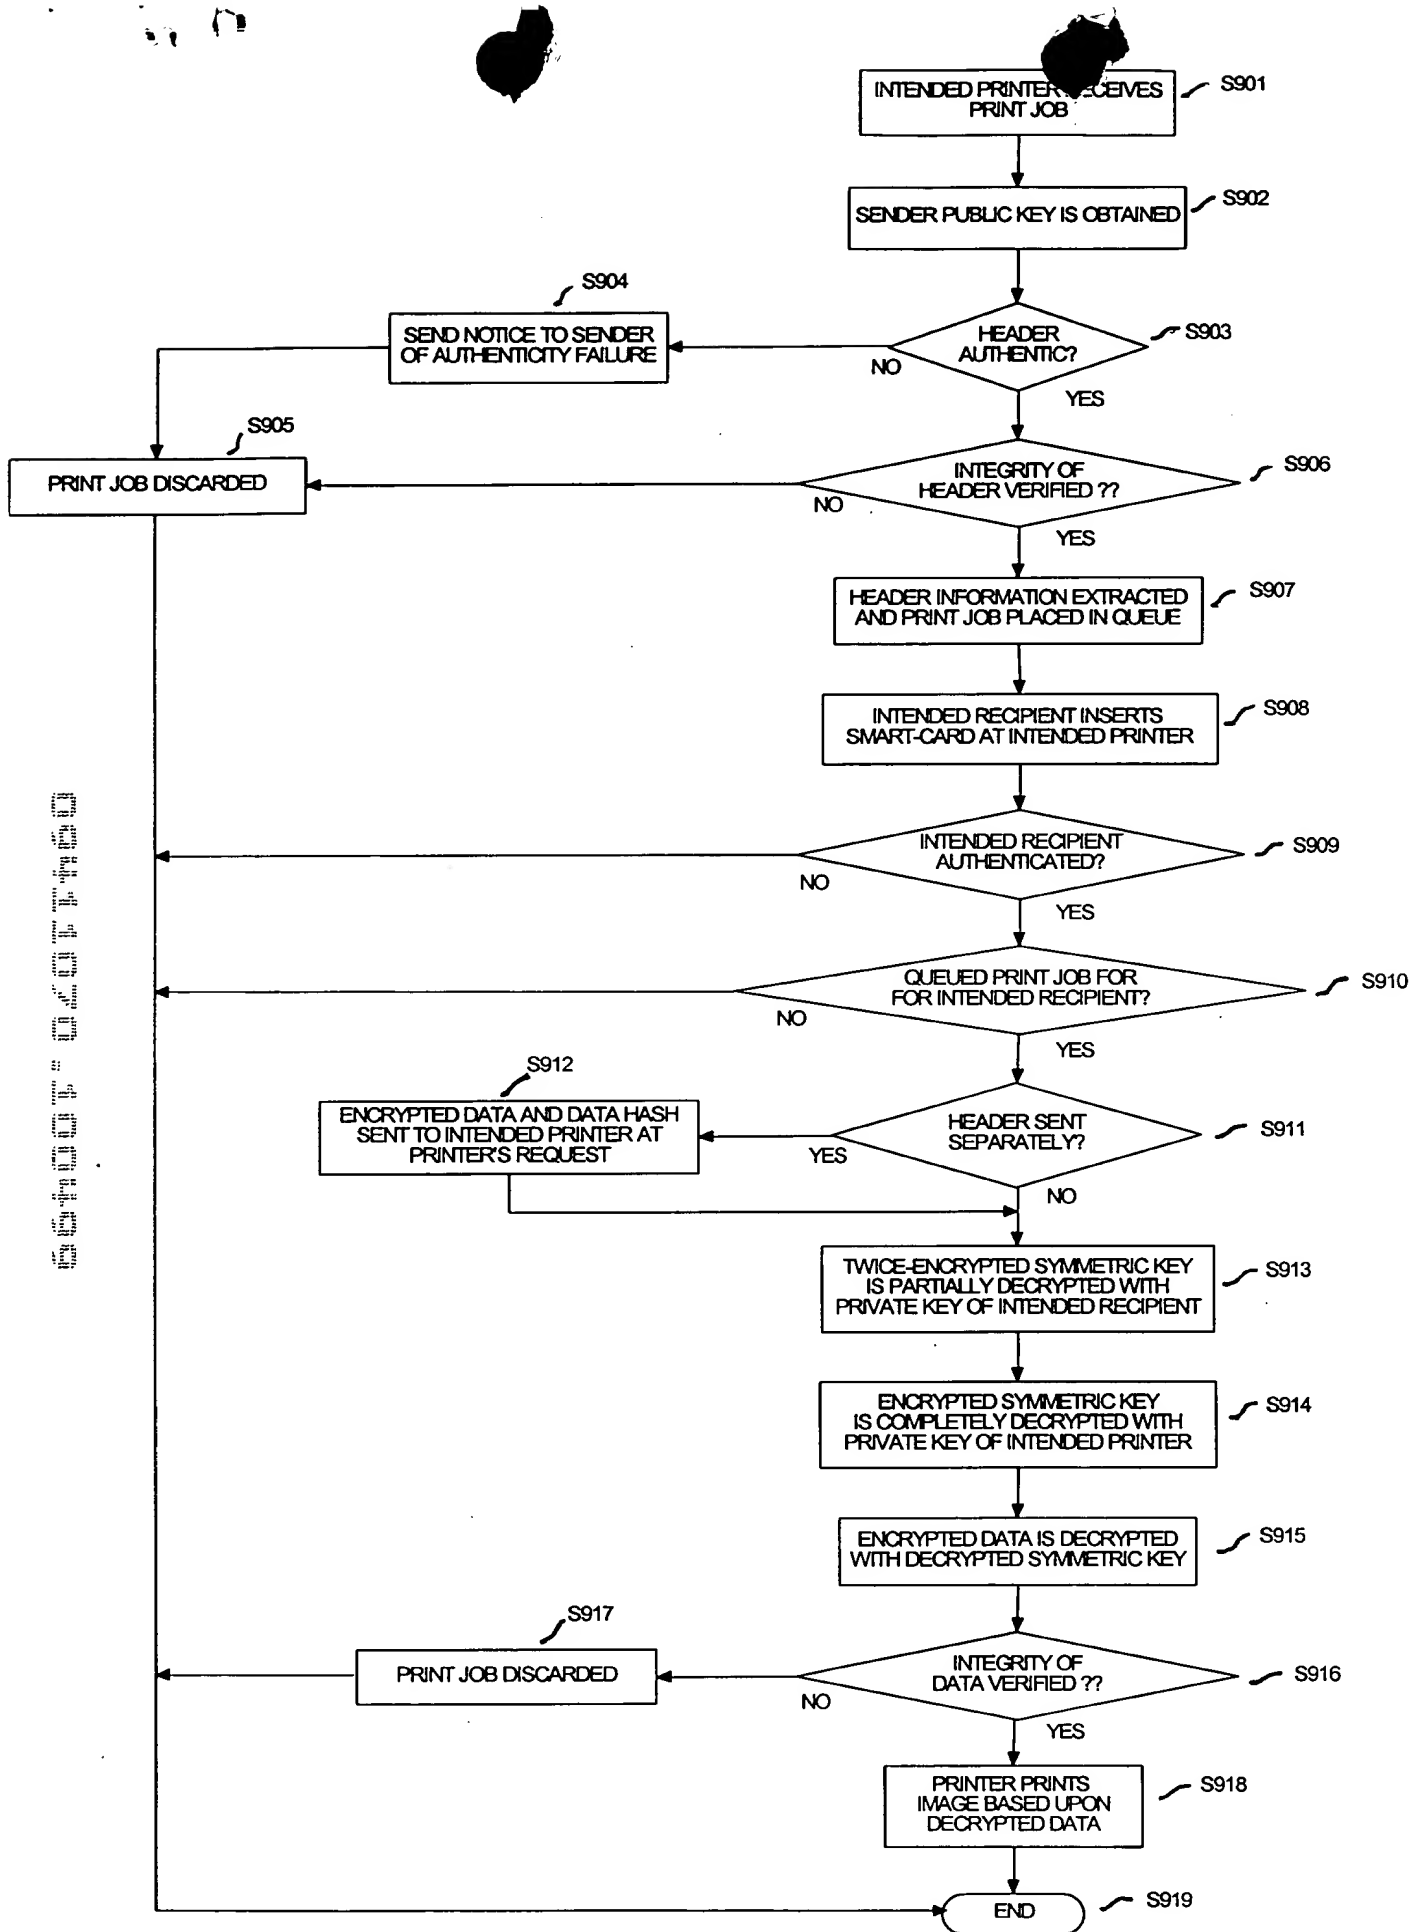 INTENDED PRINTER RECEIVES
PRINT JOB
S901
SENDER PUBLIC KEY IS OBTAINED
S902
S904
SEND NOTICE TO SENDER
OF AUTHENTICITY FAILURE
HEADER
AUTHENTIC?
S903
NO
YES
S905
PRINT JOB DISCARDED
INTEGRITY OF
HEADER VERIFIED ??
S906
NO
YES
HEADER INFORMATION EXTRACTED
AND PRINT JOB PLACED IN QUEUE
S907
INTENDED RECIPIENT INSERTS
SMART-CARD AT INTENDED PRINTER
S908
INTENDED RECIPIENT
AUTHENTICATED?
S909
NO
YES
QUEUED PRINT JOB FOR
FOR INTENDED RECIPIENT?
S910
NO
YES
S912
ENCRYPTED DATA AND DATA HASH
SENT TO INTENDED PRINTER AT
PRINTER'S REQUEST
HEADER SENT
SEPARATELY?
S911
YES
NO
TWICE-ENCRYPTED SYMMETRIC KEY
IS PARTIALLY DECRYPTED WITH
PRIVATE KEY OF INTENDED RECIPIENT
S913
ENCRYPTED SYMMETRIC KEY
IS COMPLETELY DECRYPTED WITH
PRIVATE KEY OF INTENDED PRINTER
S914
ENCRYPTED DATA IS DECRYPTED
WITH DECRYPTED SYMMETRIC KEY
S915
S917
PRINT JOB DISCARDED
INTEGRITY OF
DATA VERIFIED ??
S916
NO
YES
PRINTER PRINTS
IMAGE BASED UPON
DECRYPTED DATA
S918
END
S919
09411070.100499